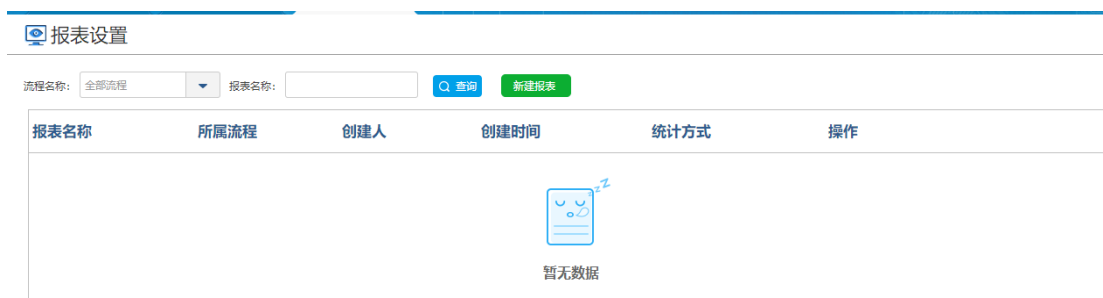 报表设置
流程名称: 全部流程 报表名称: 查询 新建报表
报表名称 所属流程 创建人 创建时间 统计方式 操作
zzZ
暂无数据